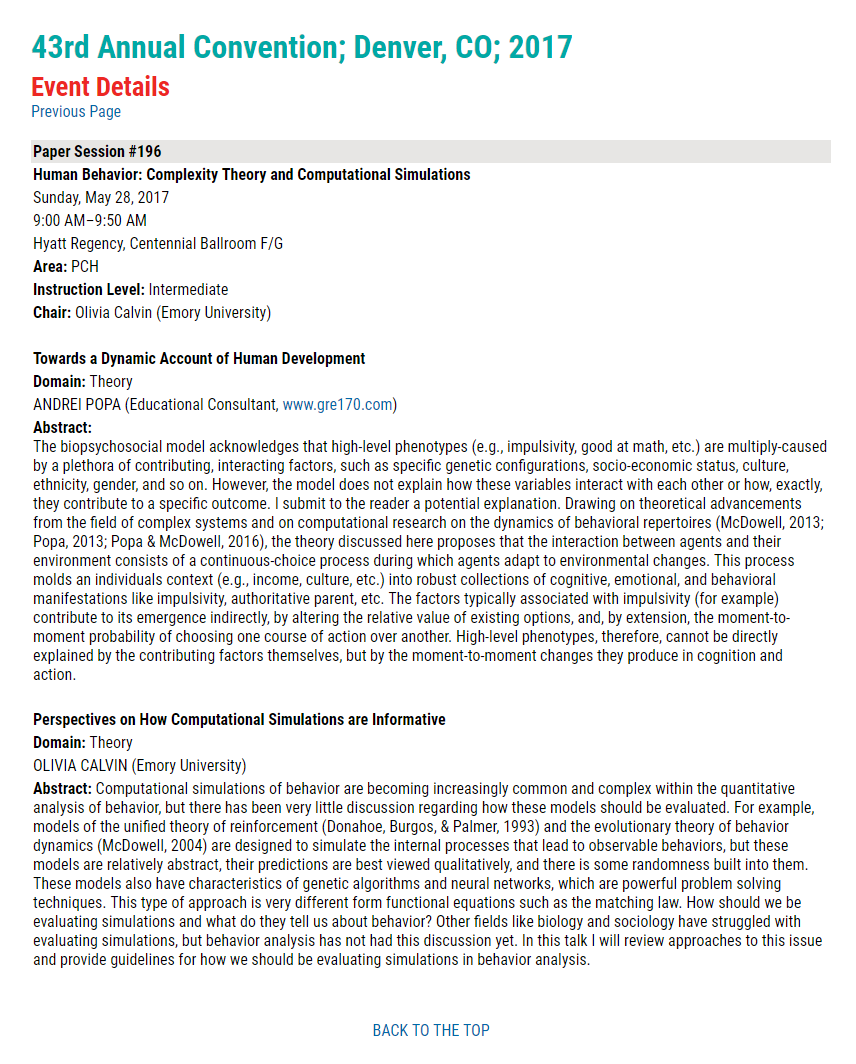 43rd Annual Convention; Denver, CO; 2017
Event Details
Previous Page
Paper Session #196
Human Behavior: Complexity Theory and Computational Simulations
Sunday, May 28, 2017
9:00 AM–9:50 AM
Hyatt Regency, Centennial Ballroom F/G
Area: PCH
Instruction Level: Intermediate
Chair: Olivia Calvin (Emory University)
Towards a Dynamic Account of Human Development
Domain: Theory
ANDREI POPA (Educational Consultant, www.gre170.com)
Abstract:
The biopsychosocial model acknowledges that high-level phenotypes (e.g., impulsivity, good at math, etc.) are multiply-caused
by a plethora of contributing, interacting factors, such as specific genetic configurations, socio-economic status, culture,
ethnicity, gender, and so on. However, the model does not explain how these variables interact with each other or how, exactly,
they contribute to a specific outcome. I submit to the reader a potential explanation. Drawing on theoretical advancements
from the field of complex systems and on computational research on the dynamics of behavioral repertoires (McDowell, 2013;
Popa, 2013; Popa & McDowell, 2016), the theory discussed here proposes that the interaction between agents and their
environment consists of a continuous-choice process during which agents adapt to environmental changes. This process
molds an individuals context (e.g., income, culture, etc.) into robust collections of cognitive, emotional, and behavioral
manifestations like impulsivity, authoritative parent, etc. The factors typically associated with impulsivity (for example)
contribute to its emergence indirectly, by altering the relative value of existing options, and, by extension, the moment-to-
moment probability of choosing one course of action over another. High-level phenotypes, therefore, cannot be directly
explained by the contributing factors themselves, but by the moment-to-moment changes they produce in cognition and
action.
Perspectives on How Computational Simulations are Informative
Domain: Theory
OLIVIA CALVIN (Emory University)
Abstract: Computational simulations of behavior are becoming increasingly common and complex within the quantitative
analysis of behavior, but there has been very little discussion regarding how these models should be evaluated. For example,
models of the unified theory of reinforcement (Donahoe, Burgos, & Palmer, 1993) and the evolutionary theory of behavior
dynamics (McDowell, 2004) are designed to simulate the internal processes that lead to observable behaviors, but these
models are relatively abstract, their predictions are best viewed qualitatively, and there is some randomness built into them.
These models also have characteristics of genetic algorithms and neural networks, which are powerful problem solving
techniques. This type of approach is very different form functional equations such as the matching law. How should we be
evaluating simulations and what do they tell us about behavior? Other fields like biology and sociology have struggled with
evaluating simulations, but behavior analysis has not had this discussion yet. In this talk I will review approaches to this issue
and provide guidelines for how we should be evaluating simulations in behavior analysis.
BACK TO THE TOP